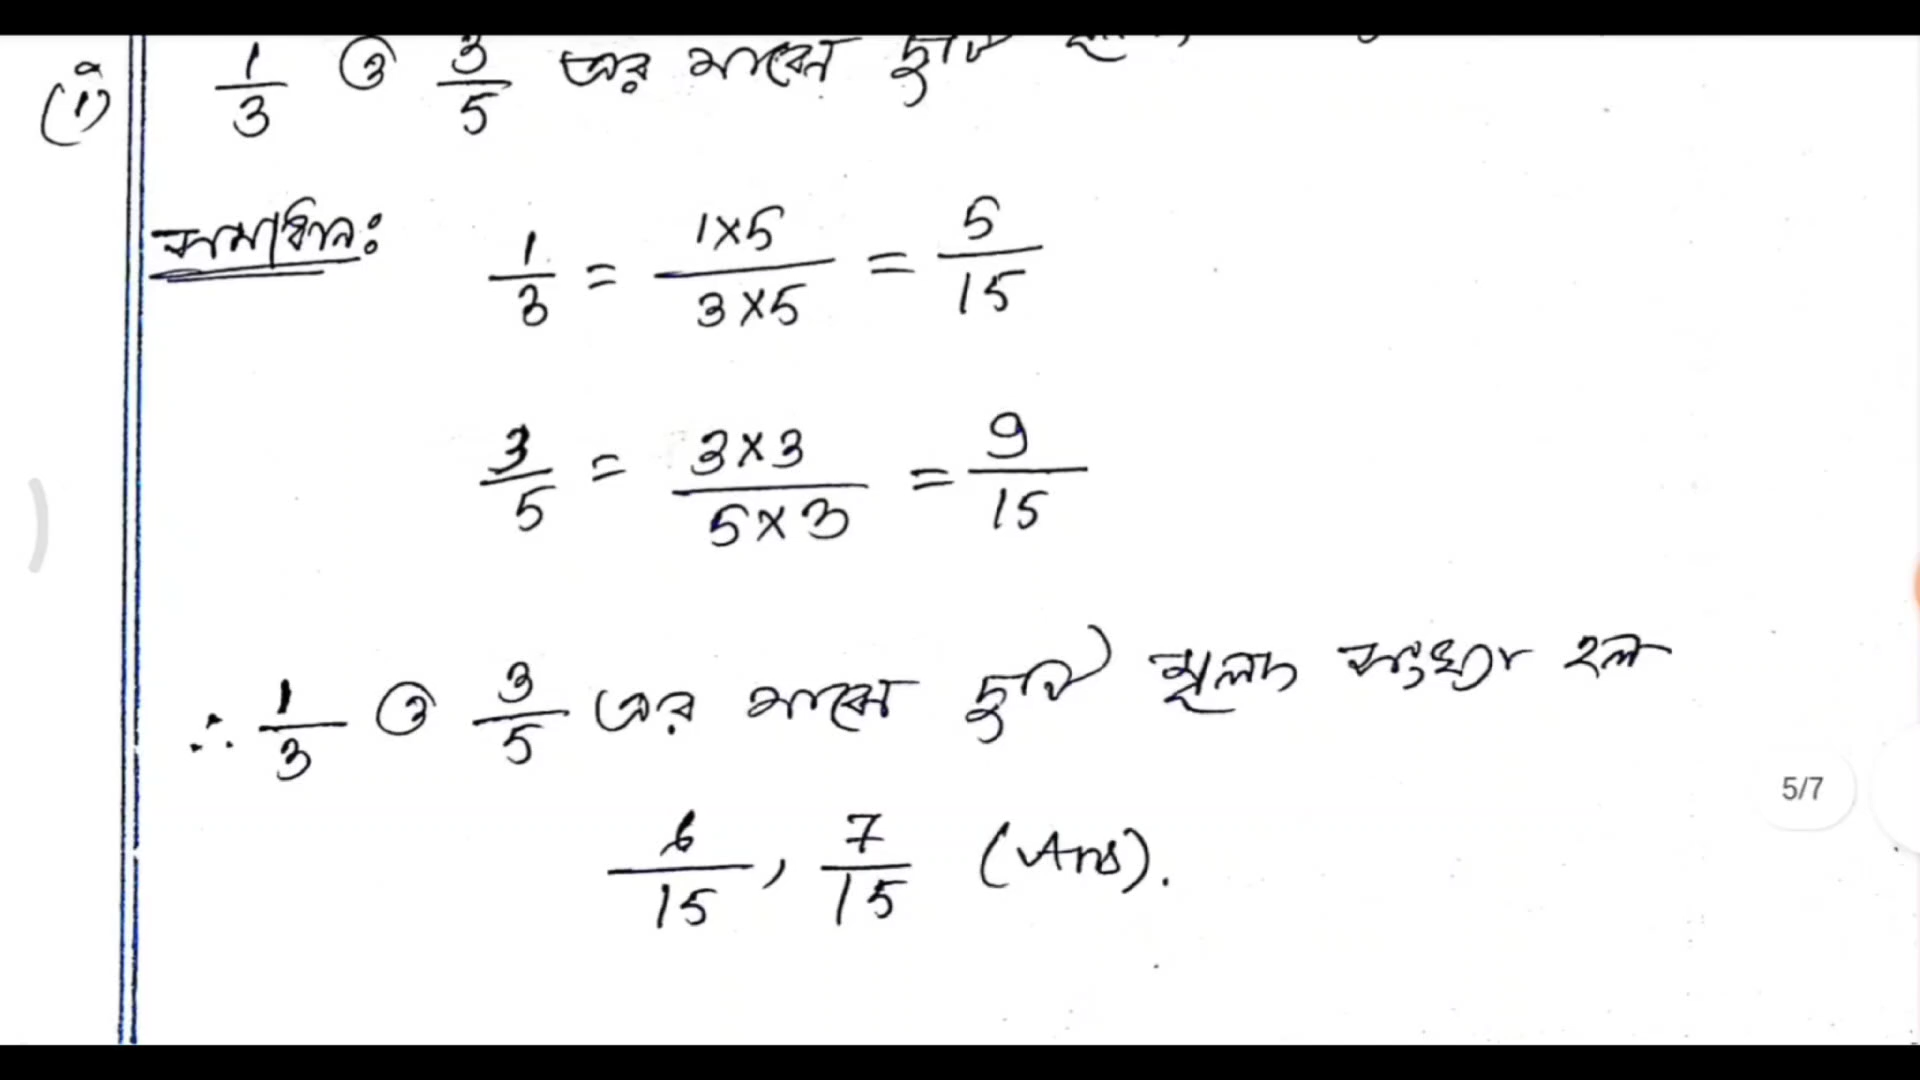 (i) 1/3 ও 3/5 এর মাঝে দুটি
সমাধান: 1/3 = 1×5/3×5 = 5/15
3/5 = 3×3/5×3 = 9/15
∴ 1/3 ও 3/5 এর মাঝে দুটি মূলদ সংখ্যা হল
5/7
6/15, 7/15 (Ans).